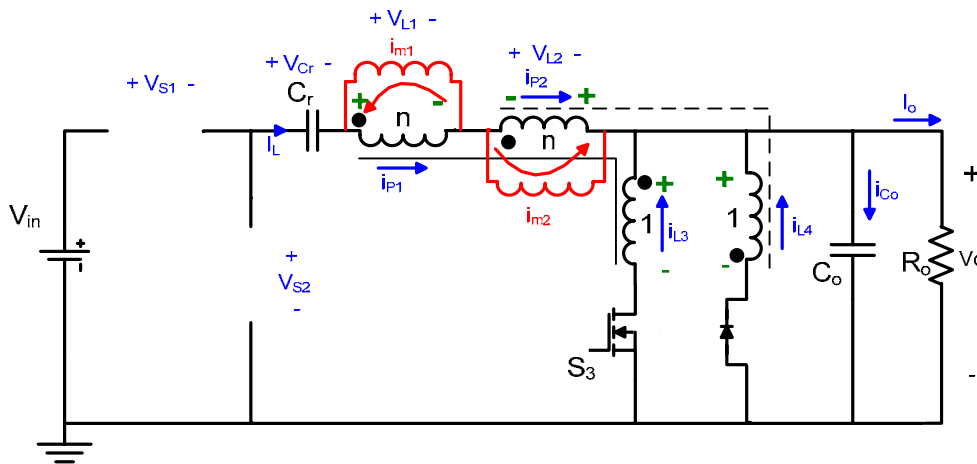 + V_L1 -
i_m1
+ V_L2 -
i_P2
+ V_Cr -
+ V_S1 -
C_r
+ -
- +
n
n
I_o
I_L
i_P1
i_m2
V_in
+
-
+
V_S2
-
1
+
-
i_L3
1
+
-
i_L4
i_Co
C_o
R_o
+
V
-
S_3